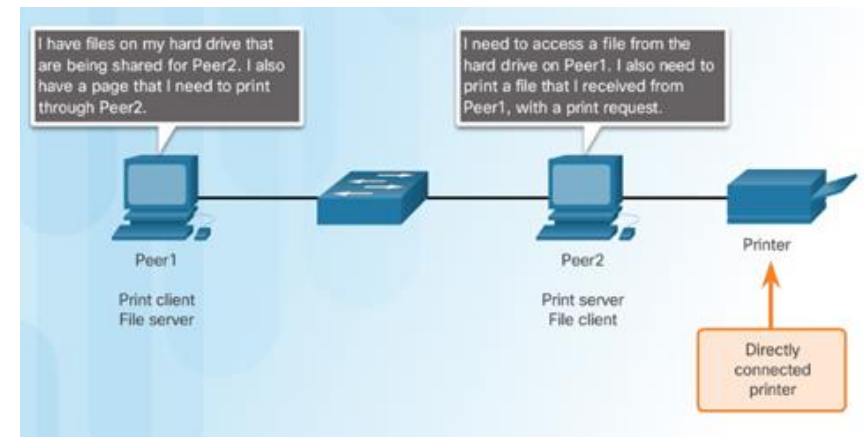 I have files on my hard drive that
are being shared for Peer2. I also
have a page that I need to print
through Peer2.
I need to access a file from the
hard drive on Peer1. I also need to
print a file that I received from
Peer1, with a print request.
Peer1
Print client
File server
Peer2
Print server
File client
Printer
Directly
connected
printer